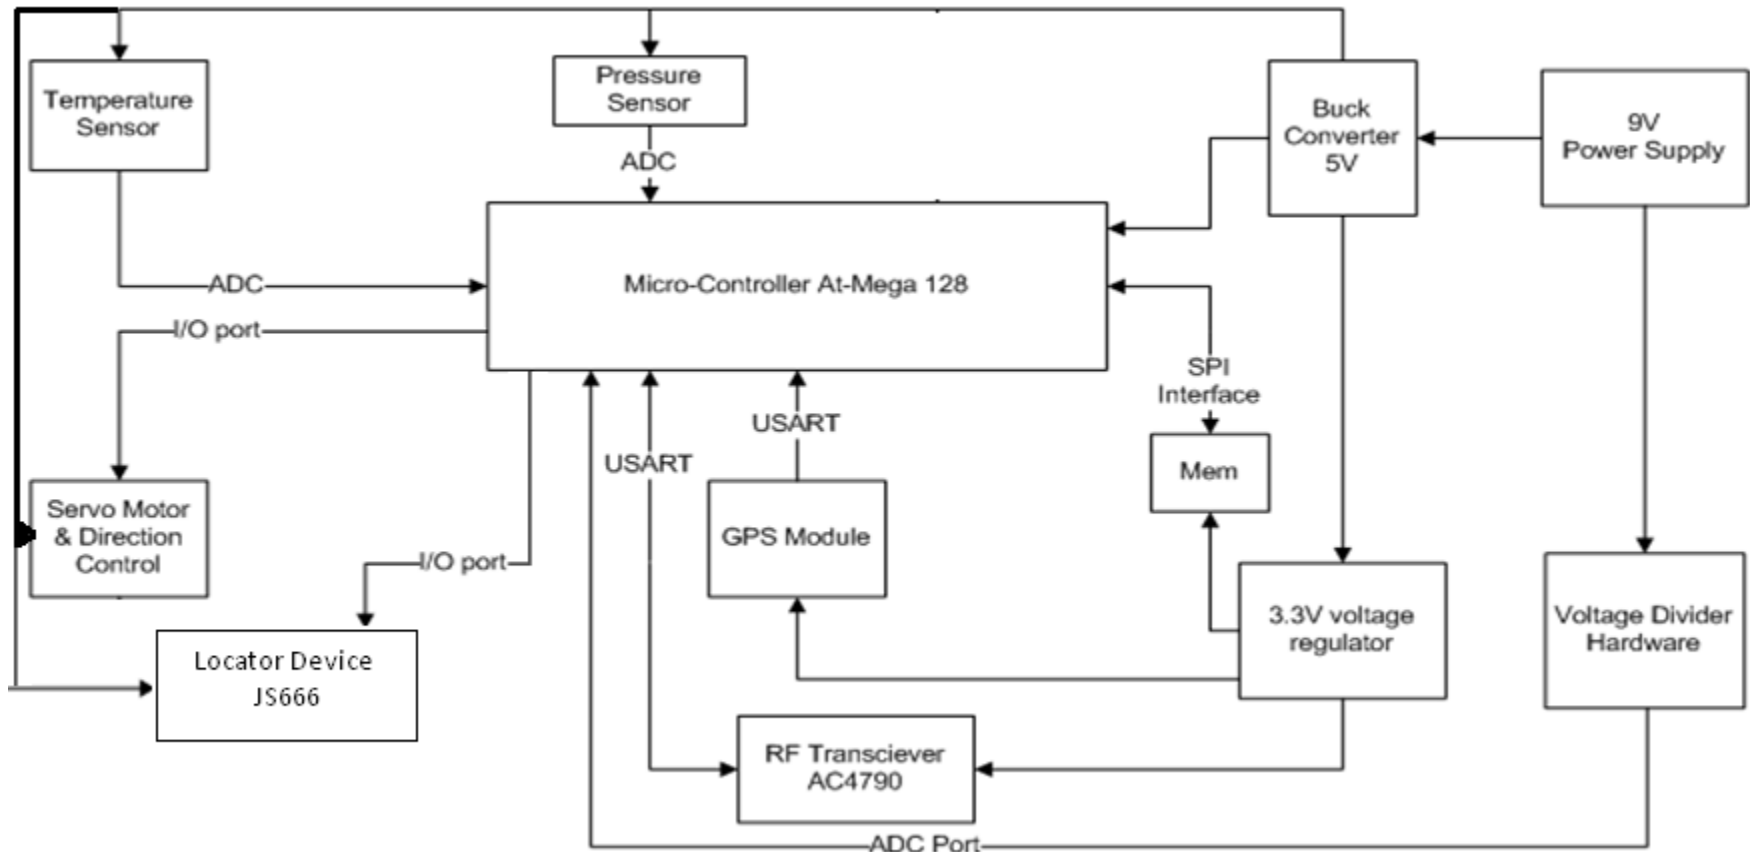 Temperature
Sensor
Pressure
Sensor
Buck
Converter
5V
9V
Power Supply
ADC
Micro-Controller At-Mega 128
ADC
I/O port
SPI
Interface
USART
USART
Mem
Servo Motor
& Direction
Control
GPS Module
I/O port
3.3V voltage
regulator
Voltage Divider
Hardware
Locator Device
JS666
RF Transciever
AC4790
ADC Port